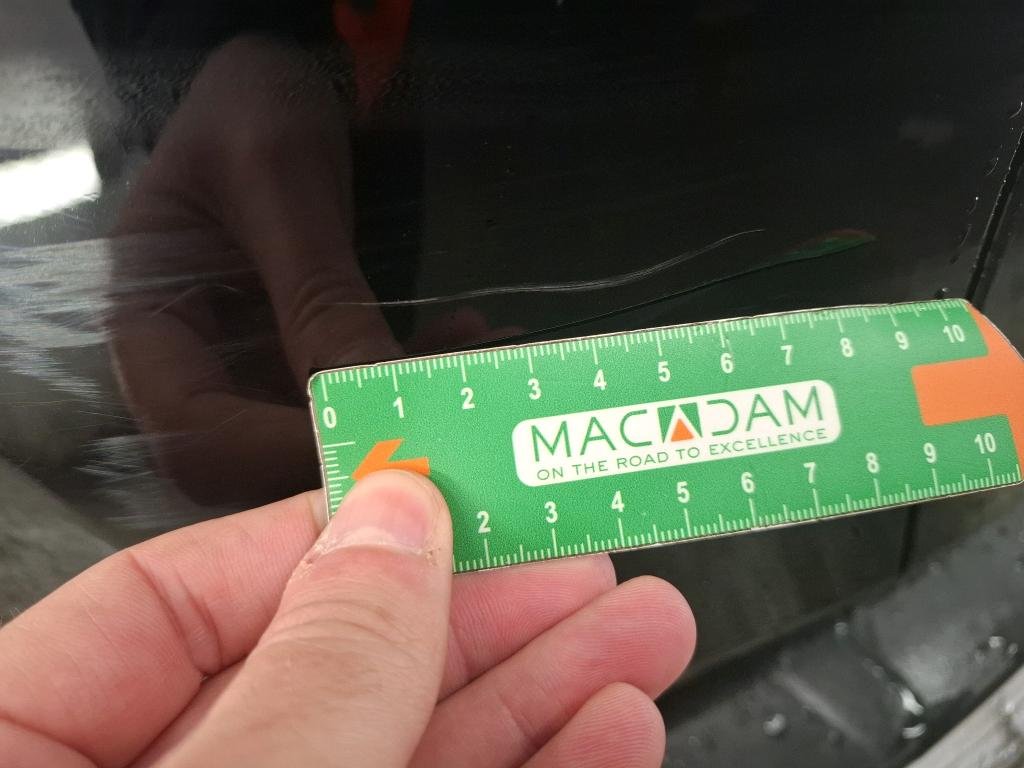 0 1 2 3 4 5 6 7 8 9 10
MACADAM
ON THE ROAD TO EXCELLENCE
2 3 4 5 6 7 8 9 10